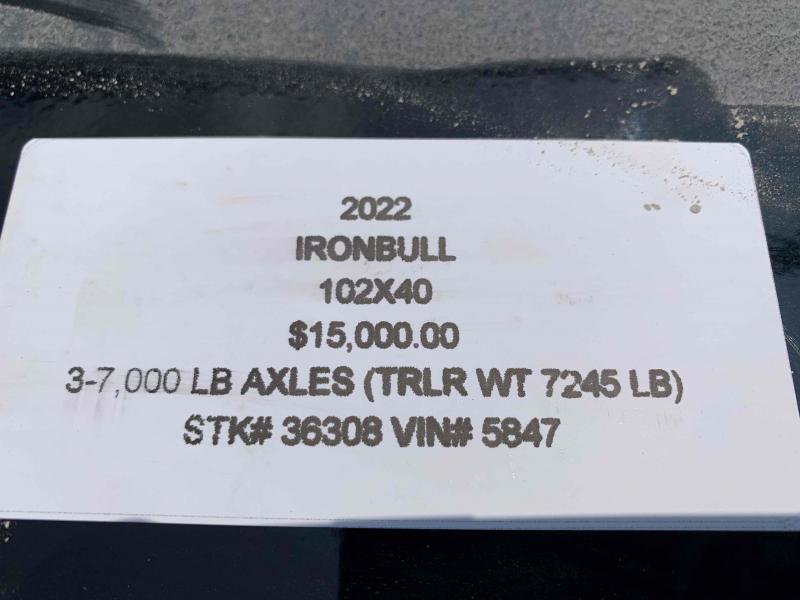 2022
IRONBULL
102X40
$15,000.00
3-7,000 LB AXLES (TRLR WT 7245 LB)
STK# 36308 VIN# 5847